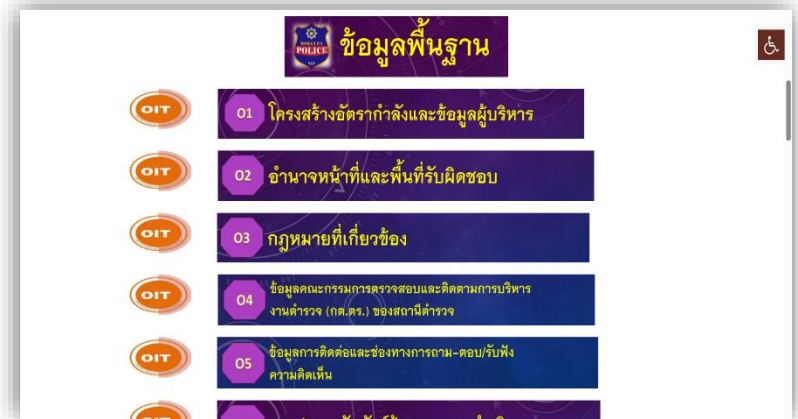 POLICE
ข้อมูลพื้นฐาน
OIT
O1 โครงสร้างอัตรากำลังและข้อมูลผู้บริหาร
OIT
O2 อำนาจหน้าที่และพื้นที่รับผิดชอบ
OIT
O3 กฎหมายที่เกี่ยวข้อง
OIT
O4 ข้อมูลคณะกรรมการตรวจสอบและติดตามการบริหาร
งานตำรวจ (กต.ตร.) ของสถานีตำรวจ
OIT
O5 ข้อมูลการติดต่อและช่องทางการถาม-ตอบ/รับฟัง
ความคิดเห็น
OIT